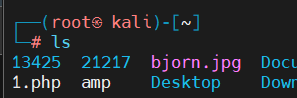 ┌──(root㉿ kali)-[~]
└─# ls
13425 21217 bjorn.jpg Docu
1.php amp Desktop Down